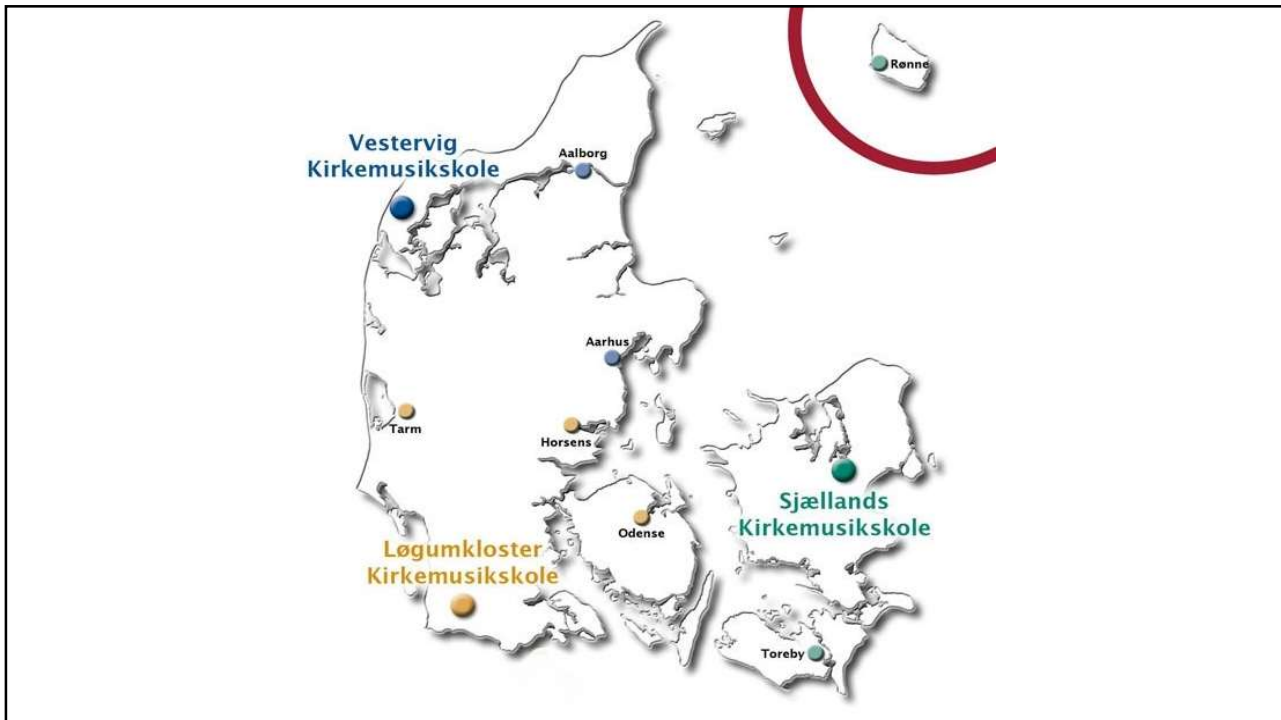 Rønne
Vestervig
Kirkemusikskole
Aalborg
Aarhus
Tarm
Horsens
Sjællands
Kirkemusikskole
Odense
Løgumkloster
Kirkemusikskole
Toreby